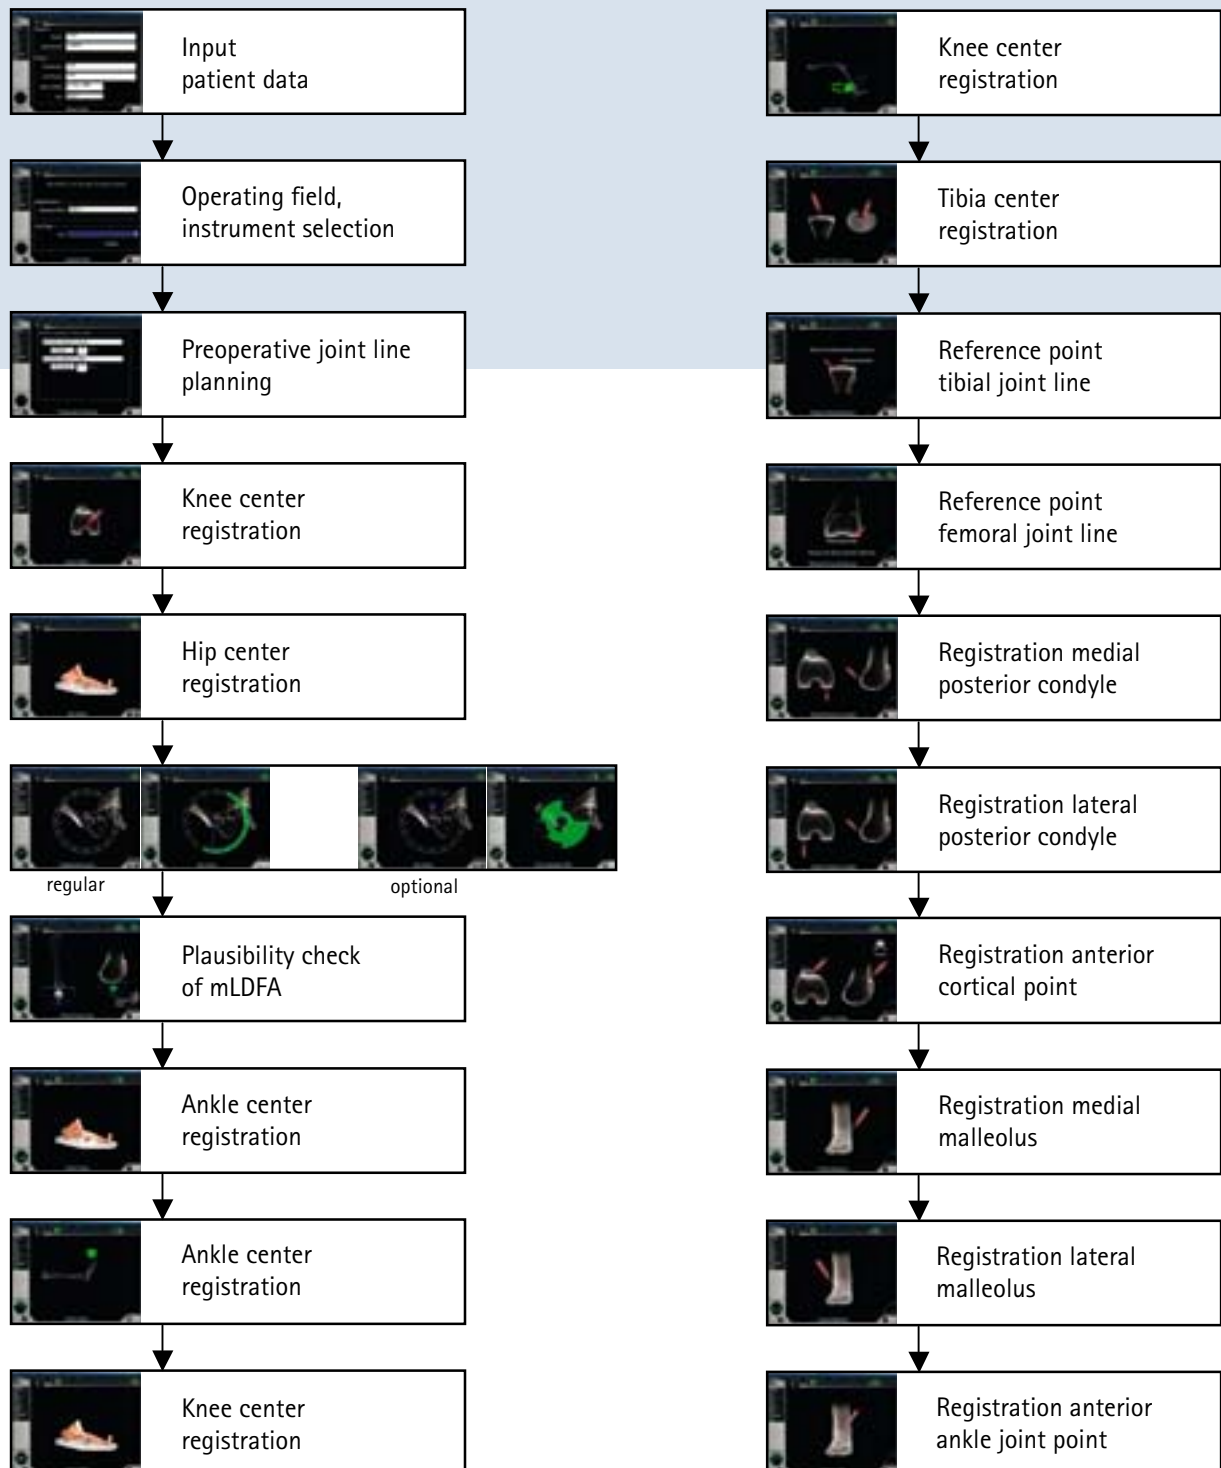 Input
patient data
Operating field,
instrument selection
Preoperative joint line
planning
Knee center
registration
Hip center
registration
regular
optional
Plausibility check
of mLDFA
Ankle center
registration
Ankle center
registration
Knee center
registration
Knee center
registration
Tibia center
registration
Reference point
tibial joint line
Reference point
femoral joint line
Registration medial
posterior condyle
Registration lateral
posterior condyle
Registration anterior
cortical point
Registration medial
malleolus
Registration lateral
malleolus
Registration anterior
ankle joint point